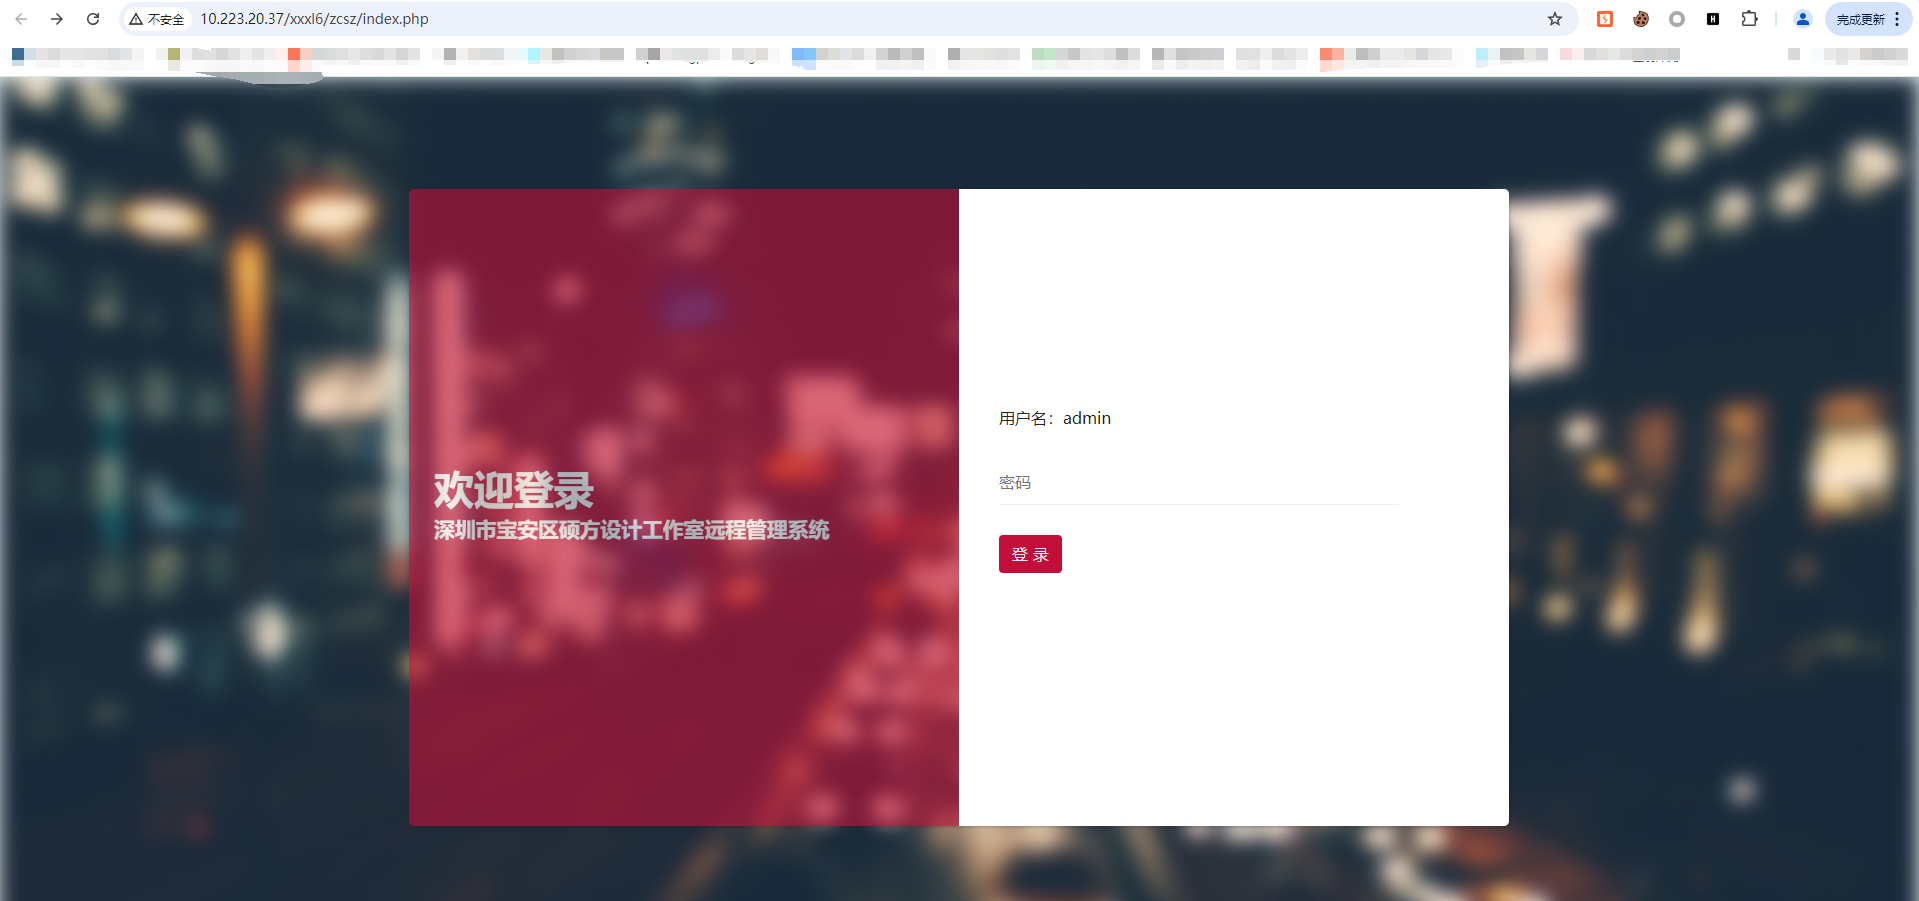 不安全
10.223.20.37/xxxl6/zcsz/index.php
完成更新
欢迎登录
深圳市宝安区硕方设计工作室远程管理系统
用户名：admin
密码
登 录